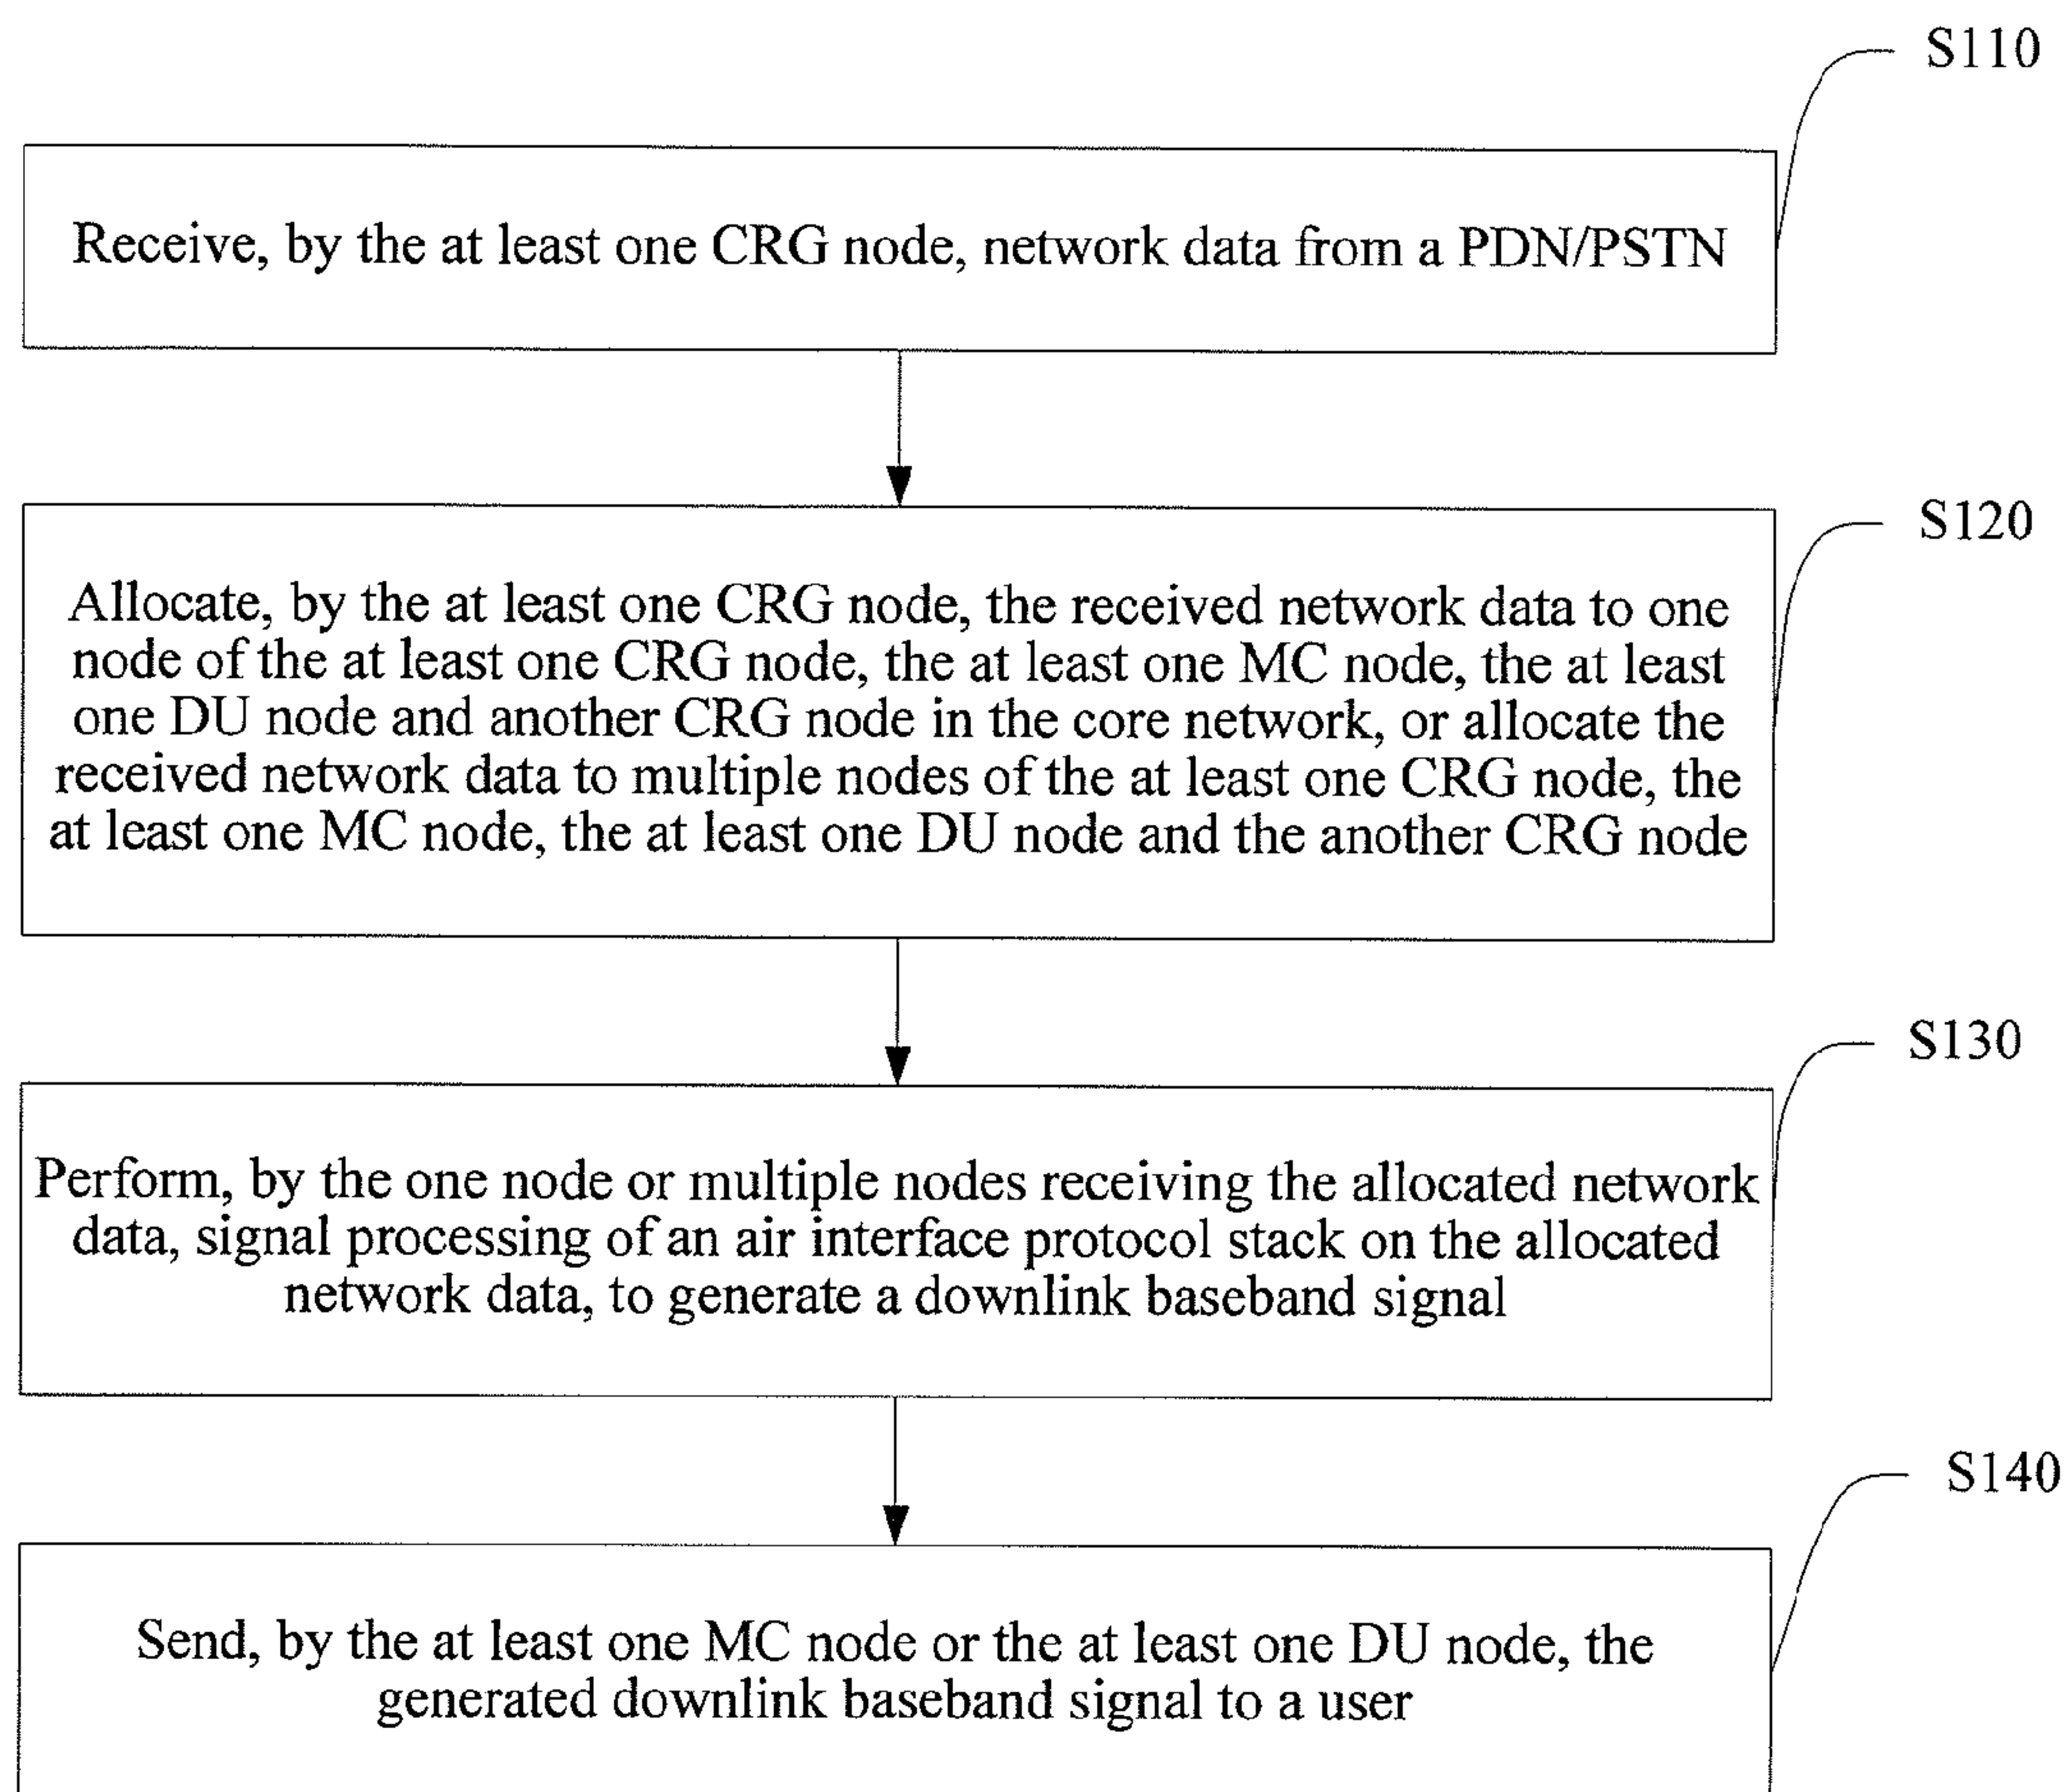 S110
Receive, by the at least one CRG node, network data from a PDN/PSTN
S120
Allocate, by the at least one CRG node, the received network data to one
node of the at least one CRG node, the at least one MC node, the at least
one DU node and another CRG node in the core network, or allocate the
received network data to multiple nodes of the at least one CRG node, the
at least one MC node, the at least one DU node and the another CRG node
S130
Perform, by the one node or multiple nodes receiving the allocated network
data, signal processing of an air interface protocol stack on the allocated
network data, to generate a downlink baseband signal
S140
Send, by the at least one MC node or the at least one DU node, the
generated downlink baseband signal to a user